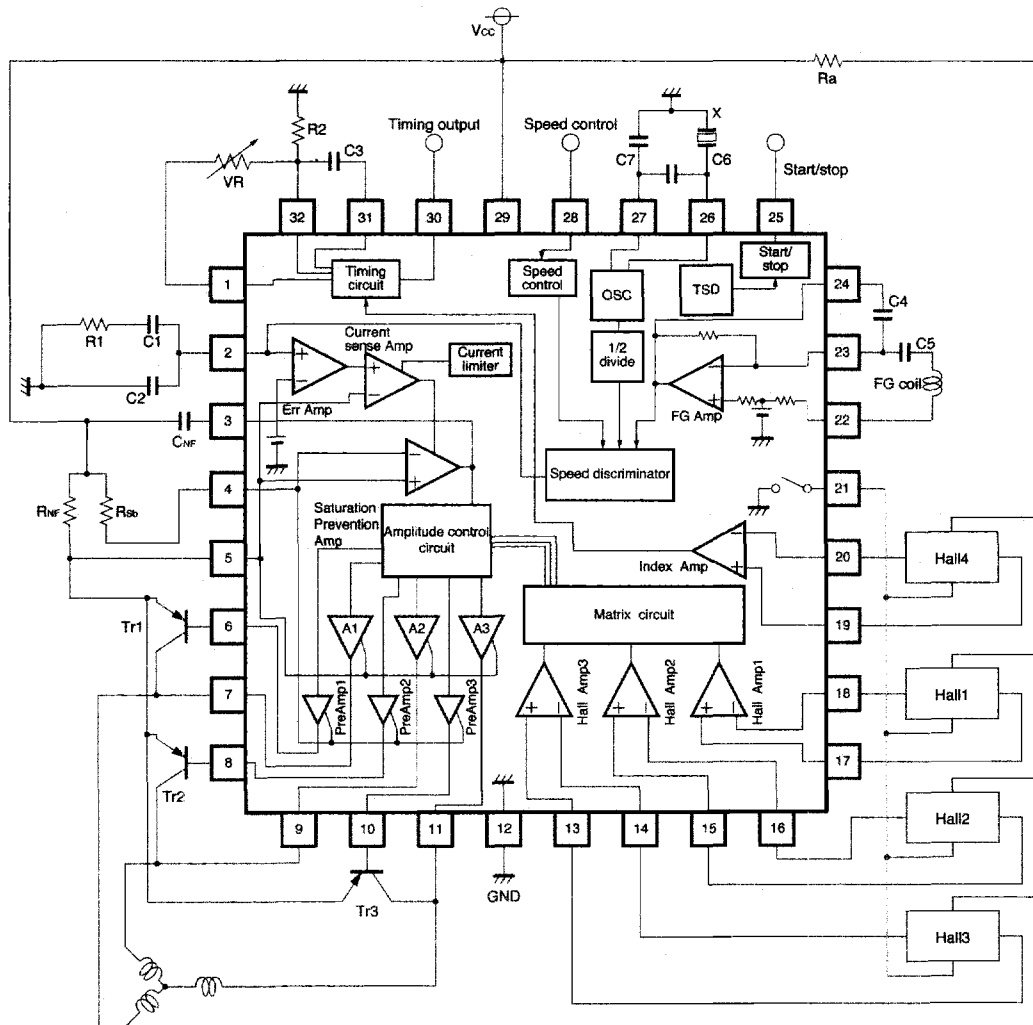 Vcc
Ra
R2
Timing output
Speed control
X
C3
C7
C6
VR
Start/stop
32
31
30
29
28
27
26
25
Timing
circuit
Speed
control
OSC
TSD
Start/
stop
1
24
C4
R1
C1
2
Current
sense Amp
Current
limiter
1/2
divide
23
C5
C2
Err Amp
FG Amp
FG coil
CNF
3
22
RNF
RSb
4
Speed discriminator
21
Saturation
Prevention
Amp
Amplitude control
circuit
5
Index Amp
20
Hall4
Tr1
6
A1
A2
A3
Matrix circuit
19
7
PreAmp1
PreAmp2
PreAmp3
Hall Amp3
Hall Amp2
Hall Amp1
18
Hall1
8
17
Tr2
9
10
11
12
13
14
15
16
Hall2
GND
Tr3
Hall3
+
−
+
−
−
+
−
+
−
+
+
−
+
−
+
−